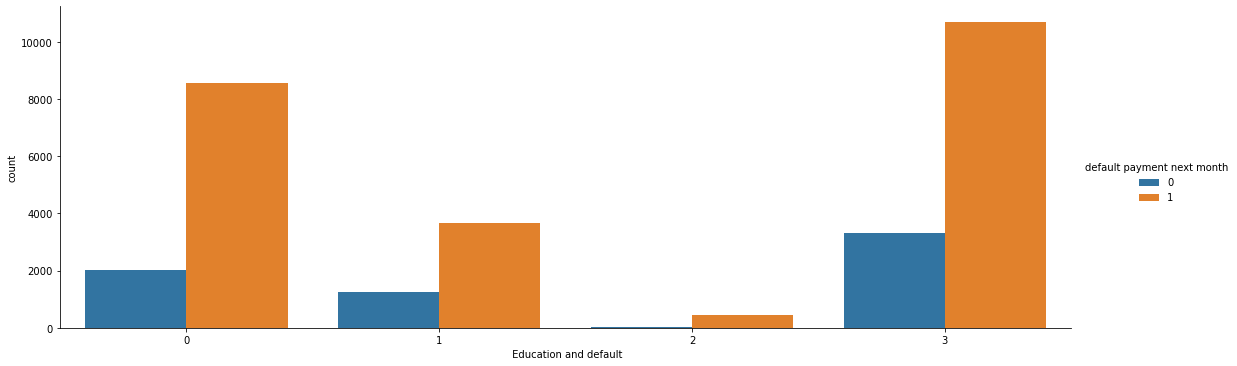 10000
8000
6000
4000
2000
0
count
0 1 2 3
Education and default
default payment next month
0
1